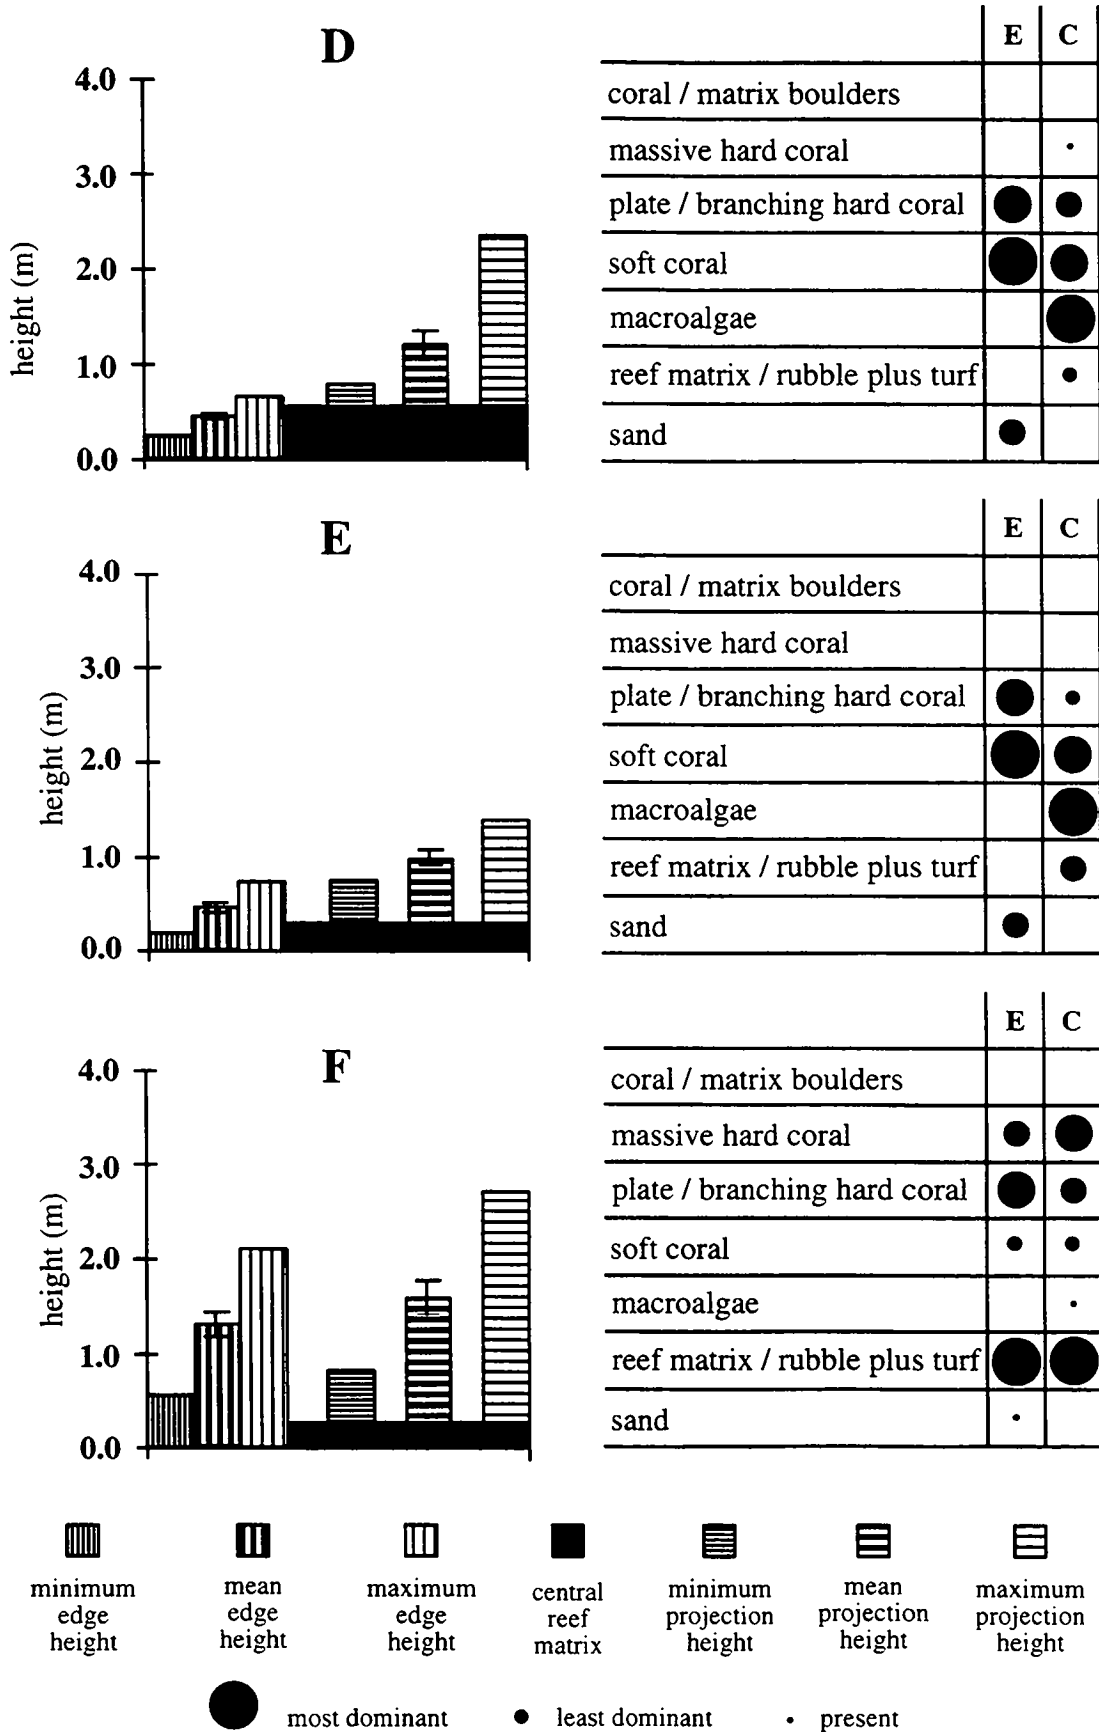 D
4.0
3.0
2.0
1.0
0.0
height (m)
E C
coral / matrix boulders
massive hard coral
plate / branching hard coral
soft coral
macroalgae
reef matrix / rubble plus turf
sand
E
4.0
3.0
2.0
1.0
0.0
height (m)
E C
coral / matrix boulders
massive hard coral
plate / branching hard coral
soft coral
macroalgae
reef matrix / rubble plus turf
sand
F
4.0
3.0
2.0
1.0
0.0
height (m)
E C
coral / matrix boulders
massive hard coral
plate / branching hard coral
soft coral
macroalgae
reef matrix / rubble plus turf
sand
minimum
edge
height
mean
edge
height
maximum
edge
height
central
reef
matrix
minimum
projection
height
mean
projection
height
maximum
projection
height
most dominant
least dominant
present